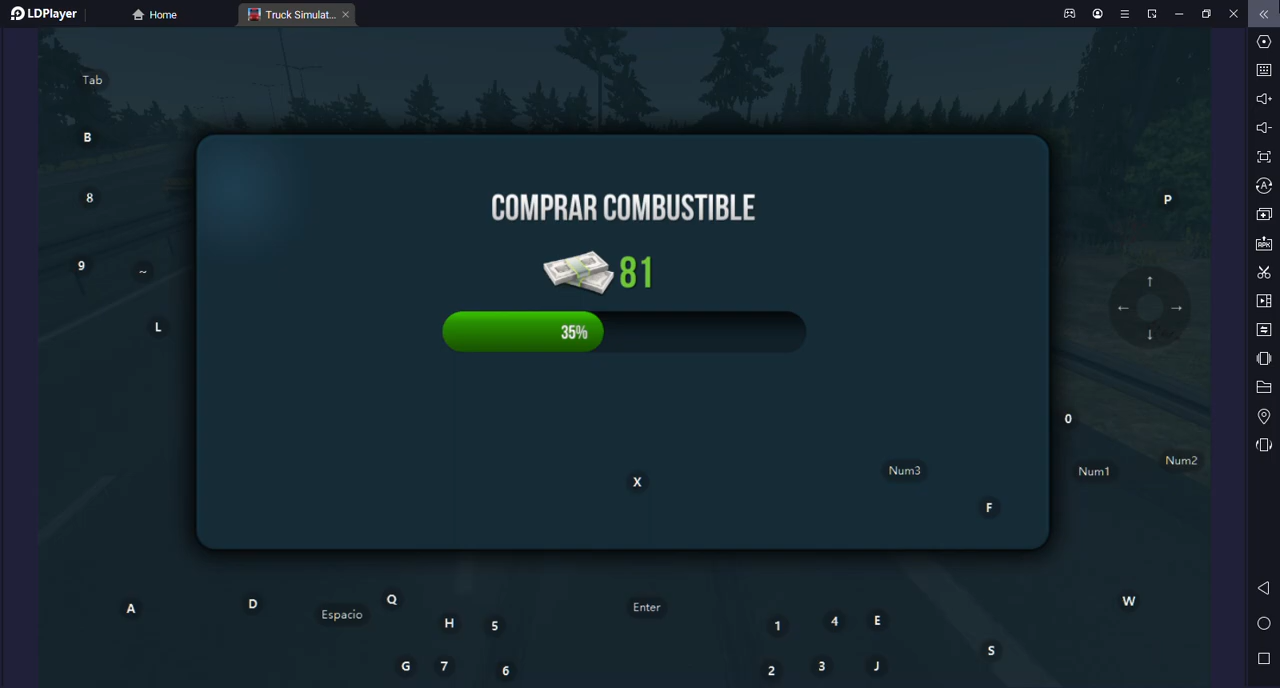 LDPlayer
Home
Truck Simulat...
Tab
B
8
P
COMPRAR COMBUSTIBLE
9
~
81
L
35%
0
Num3
Num1
Num2
X
F
A
D
Q
Espacio
Enter
W
H
5
1
4
E
S
G
7
6
2
3
J